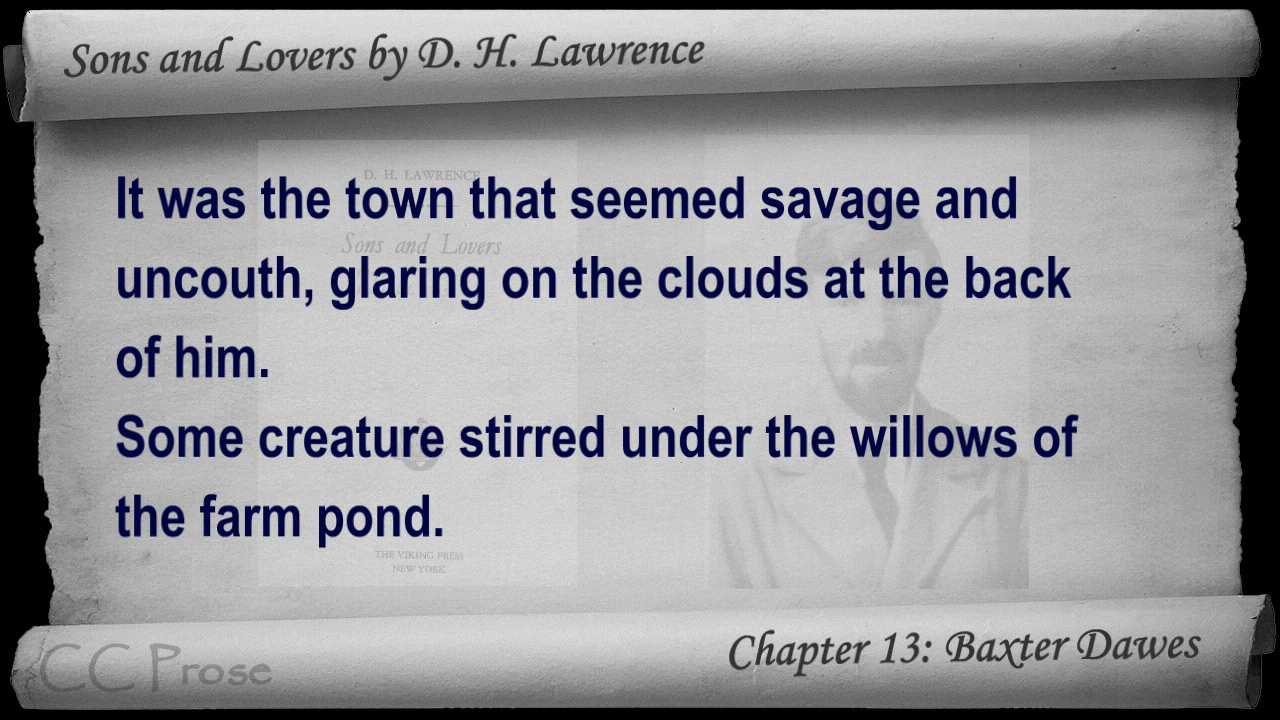 Sons and Lovers by D. H. Lawrence
D. H. LAWRENCE
Sons and Lovers
It was the town that seemed savage and
uncouth, glaring on the clouds at the back
of him.
Some creature stirred under the willows of
the farm pond.
THE VIKING PRESS
NEW YORK
CC Prose
Chapter 13: Baxter Dawes